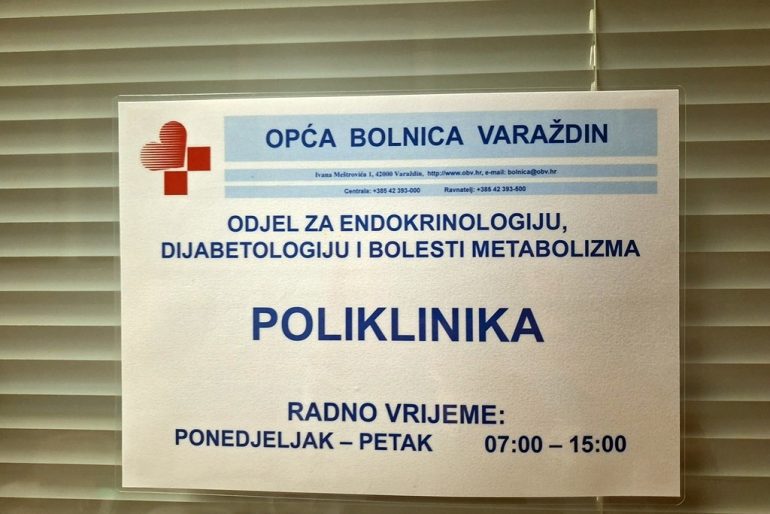 OPĆA BOLNICA VARAŽDIN
Ivana Meštrovića 1, 42000 Varaždin, http://www.obv.hr, e-mail: bolnica@obv.hr
Centrala: +385 42 393-000 Ravnatelj: +385 42 393-500
ODJEL ZA ENDOKRINOLOGIJU,
DIJABETOLOGIJU I BOLESTI METABOLIZMA
POLIKLINIKA
RADNO VRIJEME:
PONEDJELJAK – PETAK 07:00 – 15:00